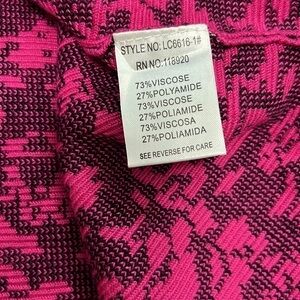 STYLE NO: LC6616-1#
RN NO.118920
73%VISCOSE
27%POLYAMIDE
73%VISCOSE
27%POLIAMIDE
73%VISCOSA
27%POLIAMIDA
SEE REVERSE FOR CARE